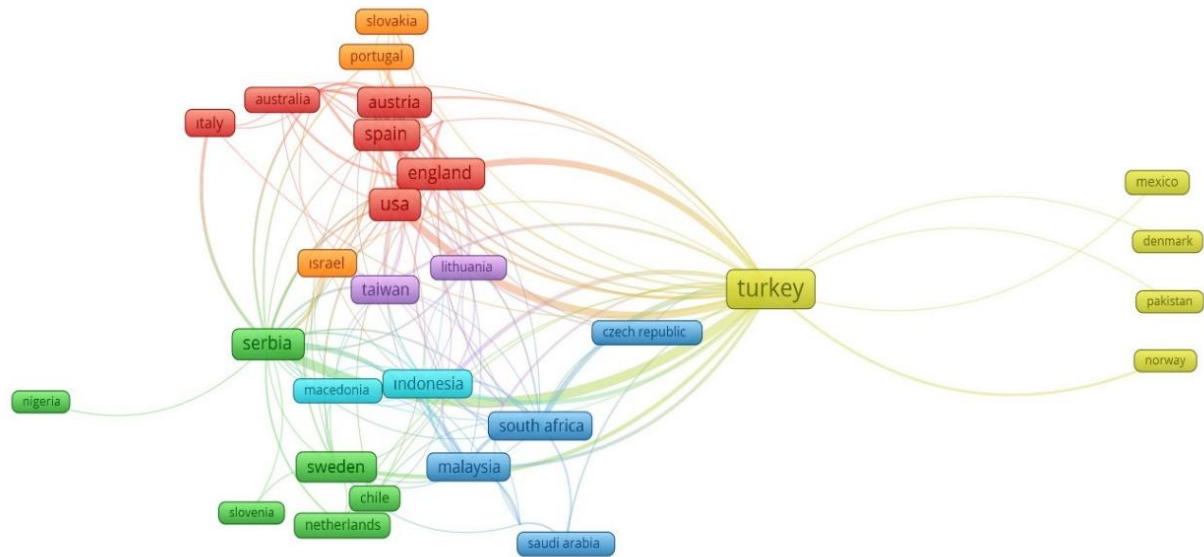 slovakia
portugal
australia
austria
ıtaly
spain
england
mexico
usa
denmark
ısrael
lithuania
taiwan
turkey
pakistan
czech republic
serbia
norway
macedonia
ındonesia
nigeria
south africa
sweden
malaysia
chile
slovenia
netherlands
saudi arabia